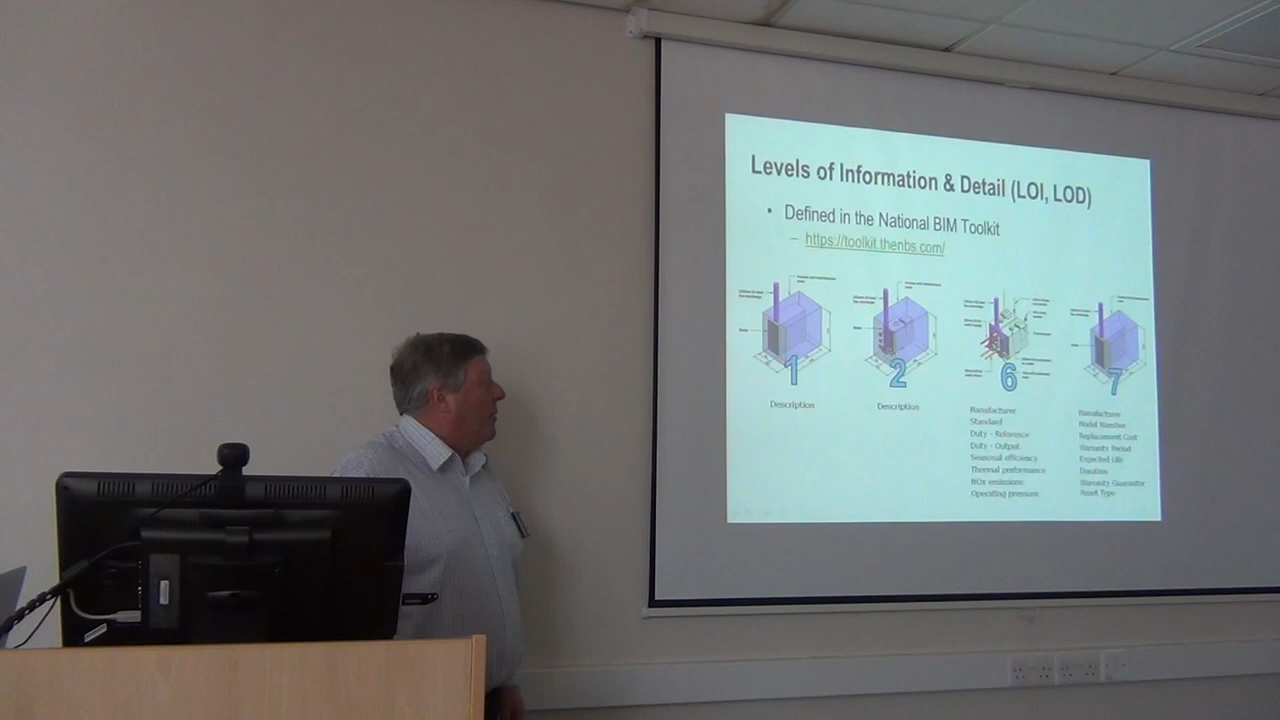 Levels of Information & Detail (LOI, LOD)
• Defined in the National BIM Toolkit
– https://toolkit.thenbs.com/
1
2
6
7
Description
Description
Manufacturer
Standard
Duty - Reference
Duty - Output
Seasonal efficiency
Thermal performance
NOx emissions
Operating pressure
Manufacturer
Model Number
Replacement Cost
Warranty Period
Expected Life
Duration
Warranty Guarantor
Asset Type